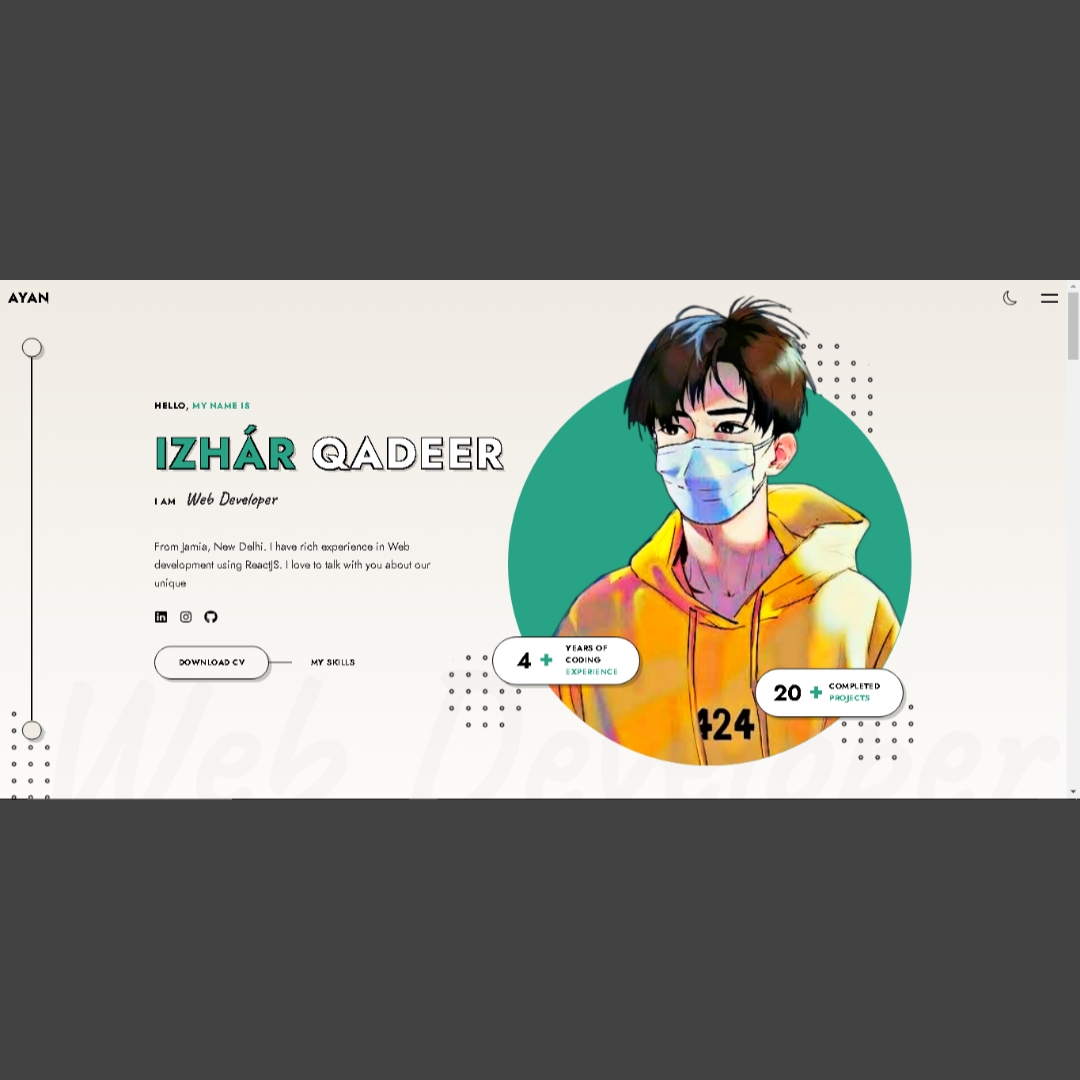 AYAN
HELLO, MY NAME IS
IZHÁR QADEER
I AM Web Developer
From Jamia, New Delhi. I have rich experience in Web
development using ReactJS. I love to talk with you about our
unique
DOWNLOAD CV
MY SKILLS
4 +
YEARS OF
CODING
EXPERIENCE
20 +
COMPLETED
PROJECTS
424
Web Developer